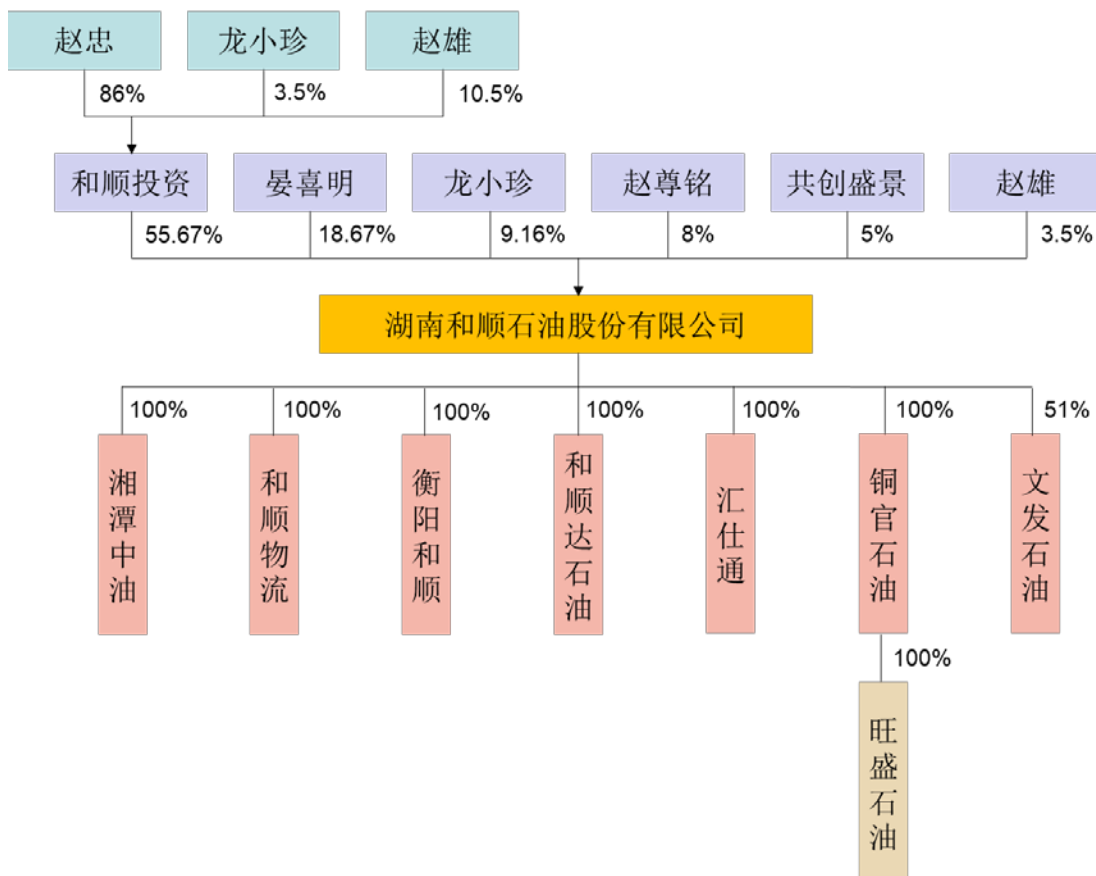 赵忠
龙小珍
赵雄
86%
3.5%
10.5%
和顺投资
晏喜明
龙小珍
赵尊铭
共创盛景
赵雄
55.67%
18.67%
9.16%
8%
5%
3.5%
湖南和顺石油股份有限公司
100%
100%
100%
100%
100%
100%
51%
湘潭中油
和顺物流
衡阳和顺
和顺达石油
汇仕通
铜官石油
文发石油
100%
旺盛石油